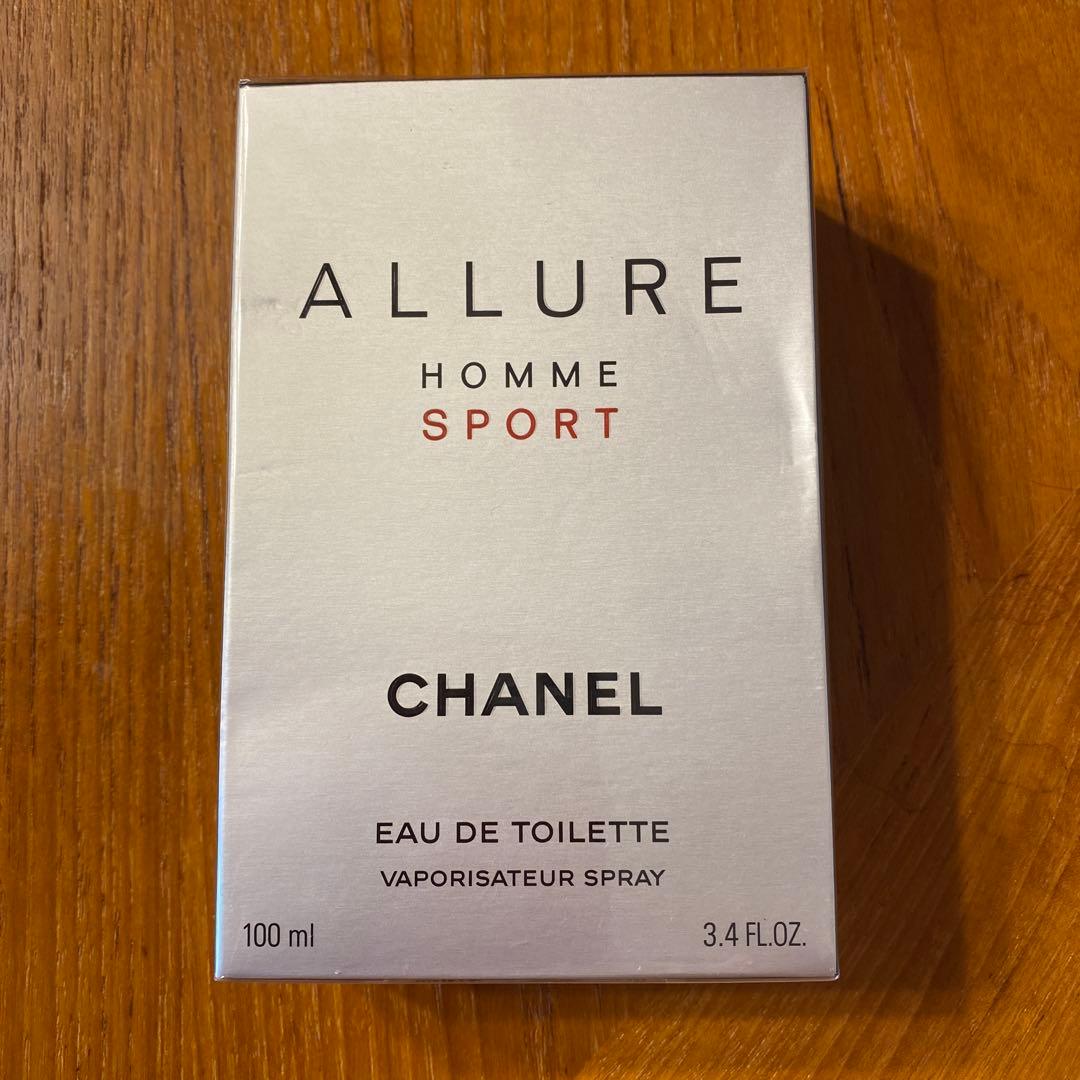 ALLURE
HOMME
SPORT
CHANEL
EAU DE TOILETTE
VAPORISATEUR SPRAY
100 ml 3.4 FL.OZ.